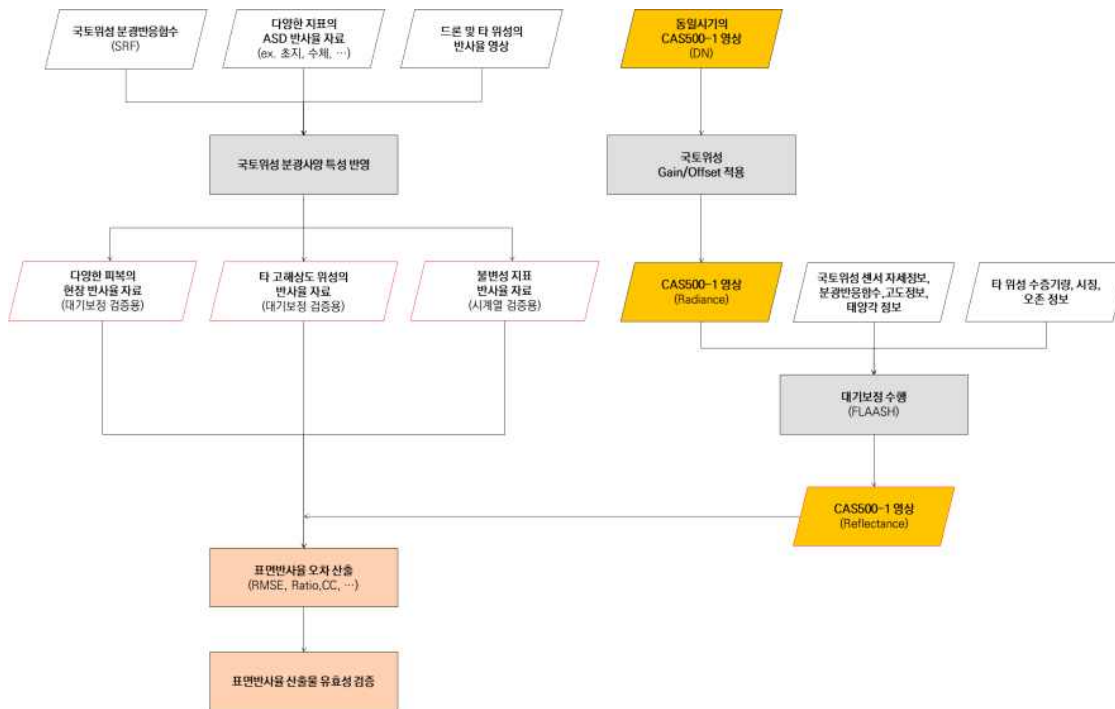 국토위성 분광반응함수
(SRF)
다양한 지표의
ASD 반사율 자료
(ex. 초지, 수체, …)
드론 및 타 위성의
반사율 영상
동일시기의
CAS500-1 영상
(DN)
국토위성 분광사양 특성 반영
국토위성
Gain/Offset 적용
다양한 피복의
현장 반사율 자료
(대기보정 검증용)
타 고해상도 위성의
반사율 자료
(대기보정 검증용)
불변성 지표
반사율 자료
(시계열 검증용)
CAS500-1 영상
(Radiance)
국토위성 센서 자세정보,
분광반응함수,고도정보,
태양각 정보
타 위성 수증기량, 시정,
오존 정보
대기보정 수행
(FLAASH)
CAS500-1 영상
(Reflectance)
표면반사율 오차 산출
(RMSE, Ratio,CC, …)
표면반사율 산출물 유효성 검증